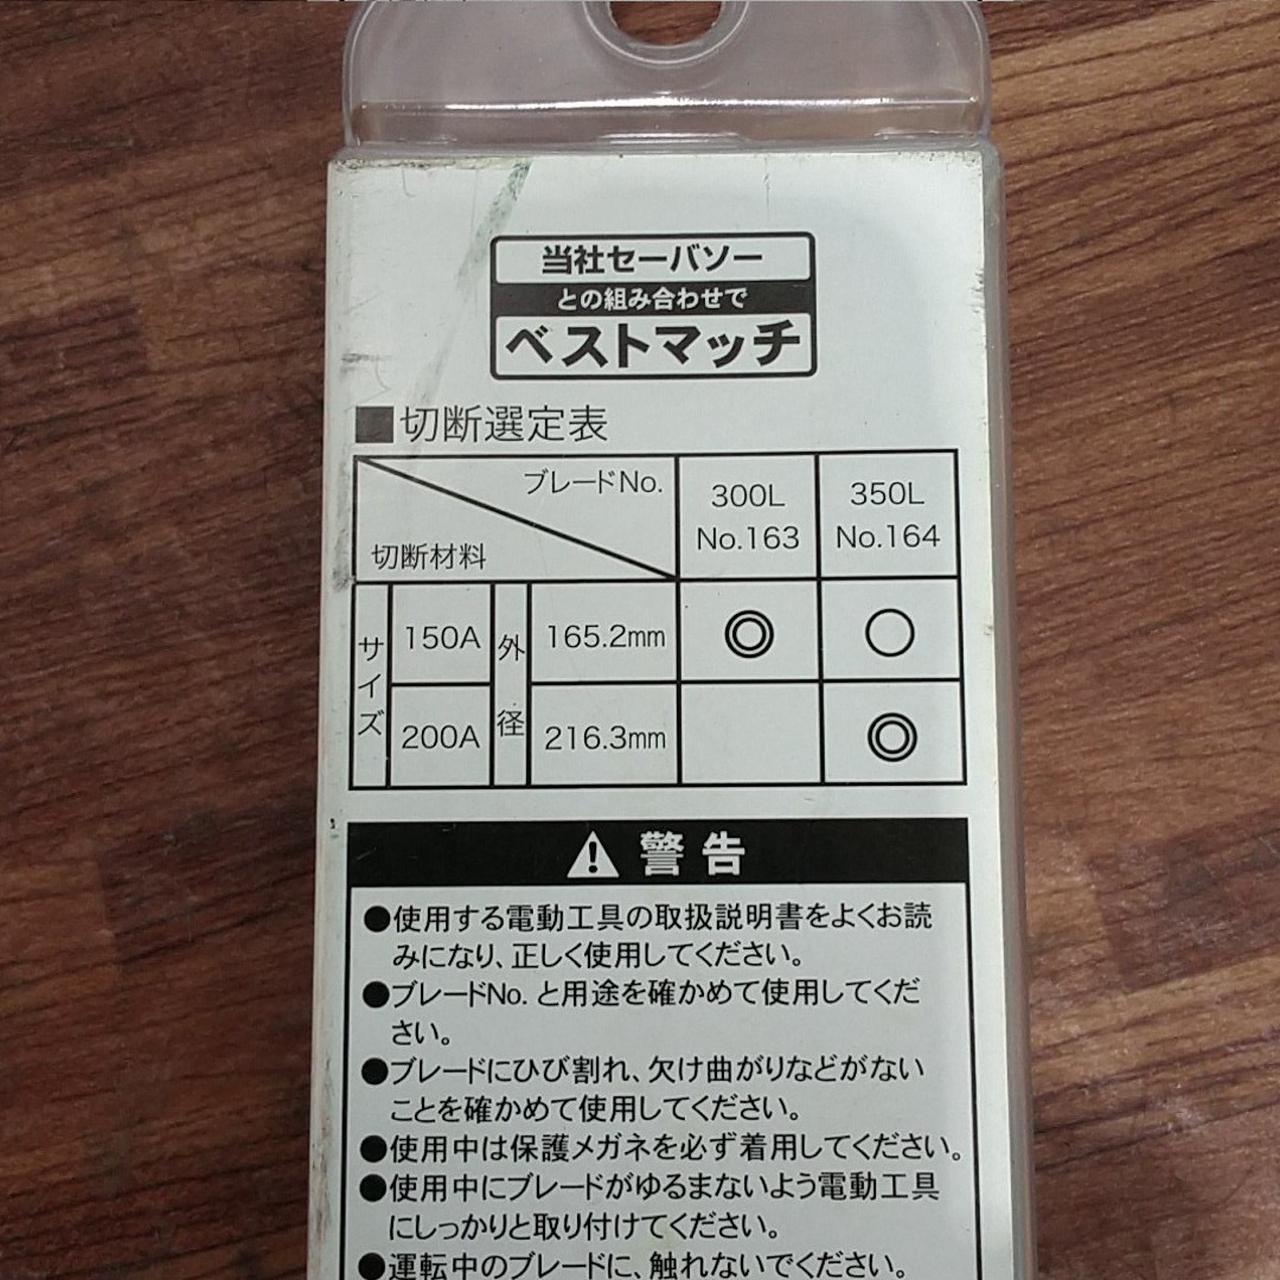 当社セーバソー
との組み合わせで
ベストマッチ
■切断選定表
ブレードNo.
切断材料
300L
No.163
350L
No.164
サイズ
150A
外径
165.2mm
◎
○
200A
216.3mm
◎
警告
●使用する電動工具の取扱説明書をよくお読
みになり、正しく使用してください。
●ブレードNo. と用途を確かめて使用してくだ
さい。
●ブレードにひび割れ、欠け曲がりなどがない
ことを確かめて使用してください。
●使用中は保護メガネを必ず着用してください。
●使用中にブレードがゆるまないよう電動工具
にしっかりと取り付けてください。
●運転中のブレードに、触れないでください。